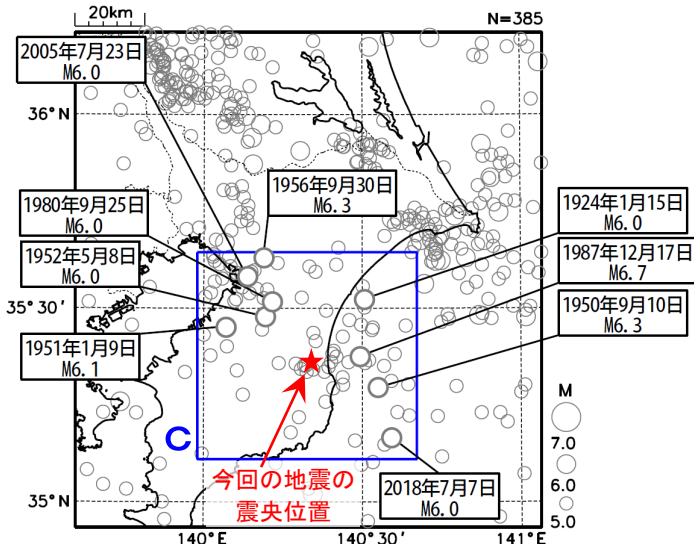 20km
N=385
2005年7月23日
M6.0
36°N
1956年9月30日
M6.3
1980年9月25日
M6.0
1952年5月8日
M6.0
1924年1月15日
M6.0
1987年12月17日
M6.7
35°30′
1950年9月10日
M6.3
1951年1月9日
M6.1
M
7.0
6.0
5.0
C
今回の地震の
震央位置
2018年7月7日
M6.0
35°N
140°E
140°30′
141°E